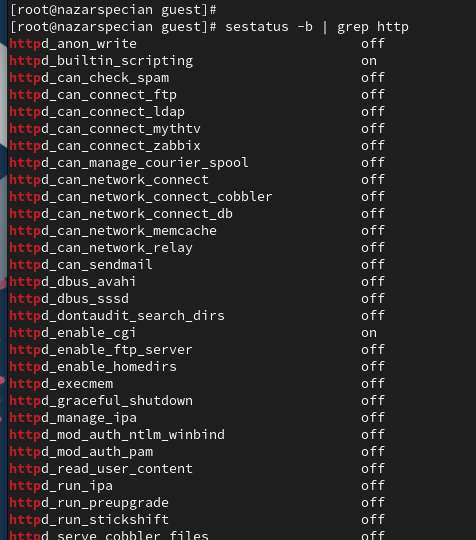 [root@nazarspecian guest]#
[root@nazarspecian guest]# sestatus -b | grep http
httpd_anon_write off
httpd_builtin_scripting on
httpd_can_check_spam off
httpd_can_connect_ftp off
httpd_can_connect_ldap off
httpd_can_connect_mythtv off
httpd_can_connect_zabbix off
httpd_can_manage_courier_spool off
httpd_can_network_connect off
httpd_can_network_connect_cobbler off
httpd_can_network_connect_db off
httpd_can_network_memcache off
httpd_can_network_relay off
httpd_can_sendmail off
httpd_dbus_avahi off
httpd_dbus_sssd off
httpd_dontaudit_search_dirs off
httpd_enable_cgi on
httpd_enable_ftp_server off
httpd_enable_homedirs off
httpd_execmem off
httpd_graceful_shutdown off
httpd_manage_ipa off
httpd_mod_auth_ntlm_winbind off
httpd_mod_auth_pam off
httpd_read_user_content off
httpd_run_ipa off
httpd_run_preupgrade off
httpd_run_stickshift off
httpd_serve_cobbler_files off